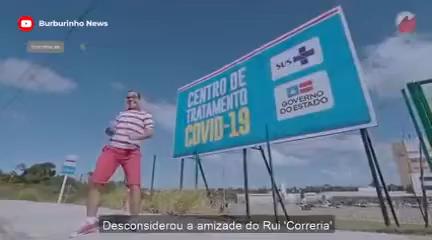 Burburinho News
CENTRO DE
TRATAMENTO
COVID-19
SUS
GOVERNO
DO ESTADO
Desconsiderou a amizade do Rui 'Correria'